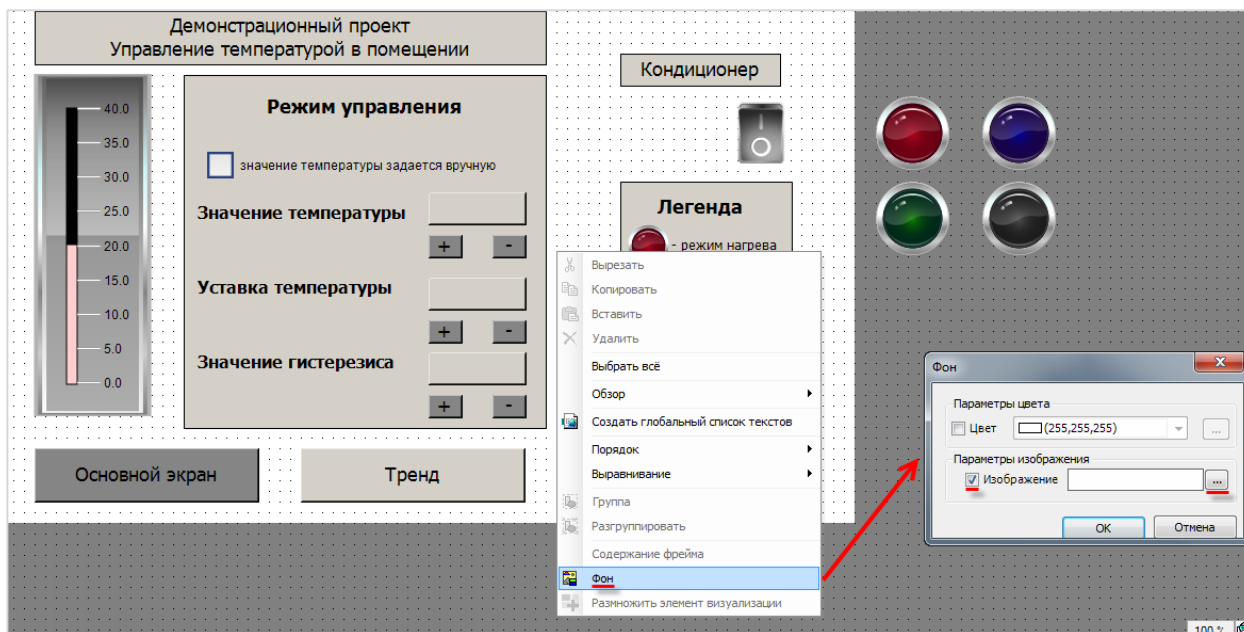 Демонстрационный проект
Управление температурой в помещении
40.0
35.0
30.0
25.0
20.0
15.0
10.0
5.0
0.0
Режим управления
значение температуры задается вручную
Значение температуры
+ -
Уставка температуры
+ -
Значение гистерезиса
+ -
Основной экран
Тренд
Кондиционер
Легенда
- режим нагрева
Вырезать
Копировать
Вставить
Удалить
Выбрать всё
Обзор
Создать глобальный список текстов
Порядок
Выравнивание
Группа
Разгруппировать
Содержание фрейма
Фон
Размножить элемент визуализации
Фон
Параметры цвета
Цвет (255,255,255) ...
Параметры изображения
Изображение ...
OK Отмена
100 %